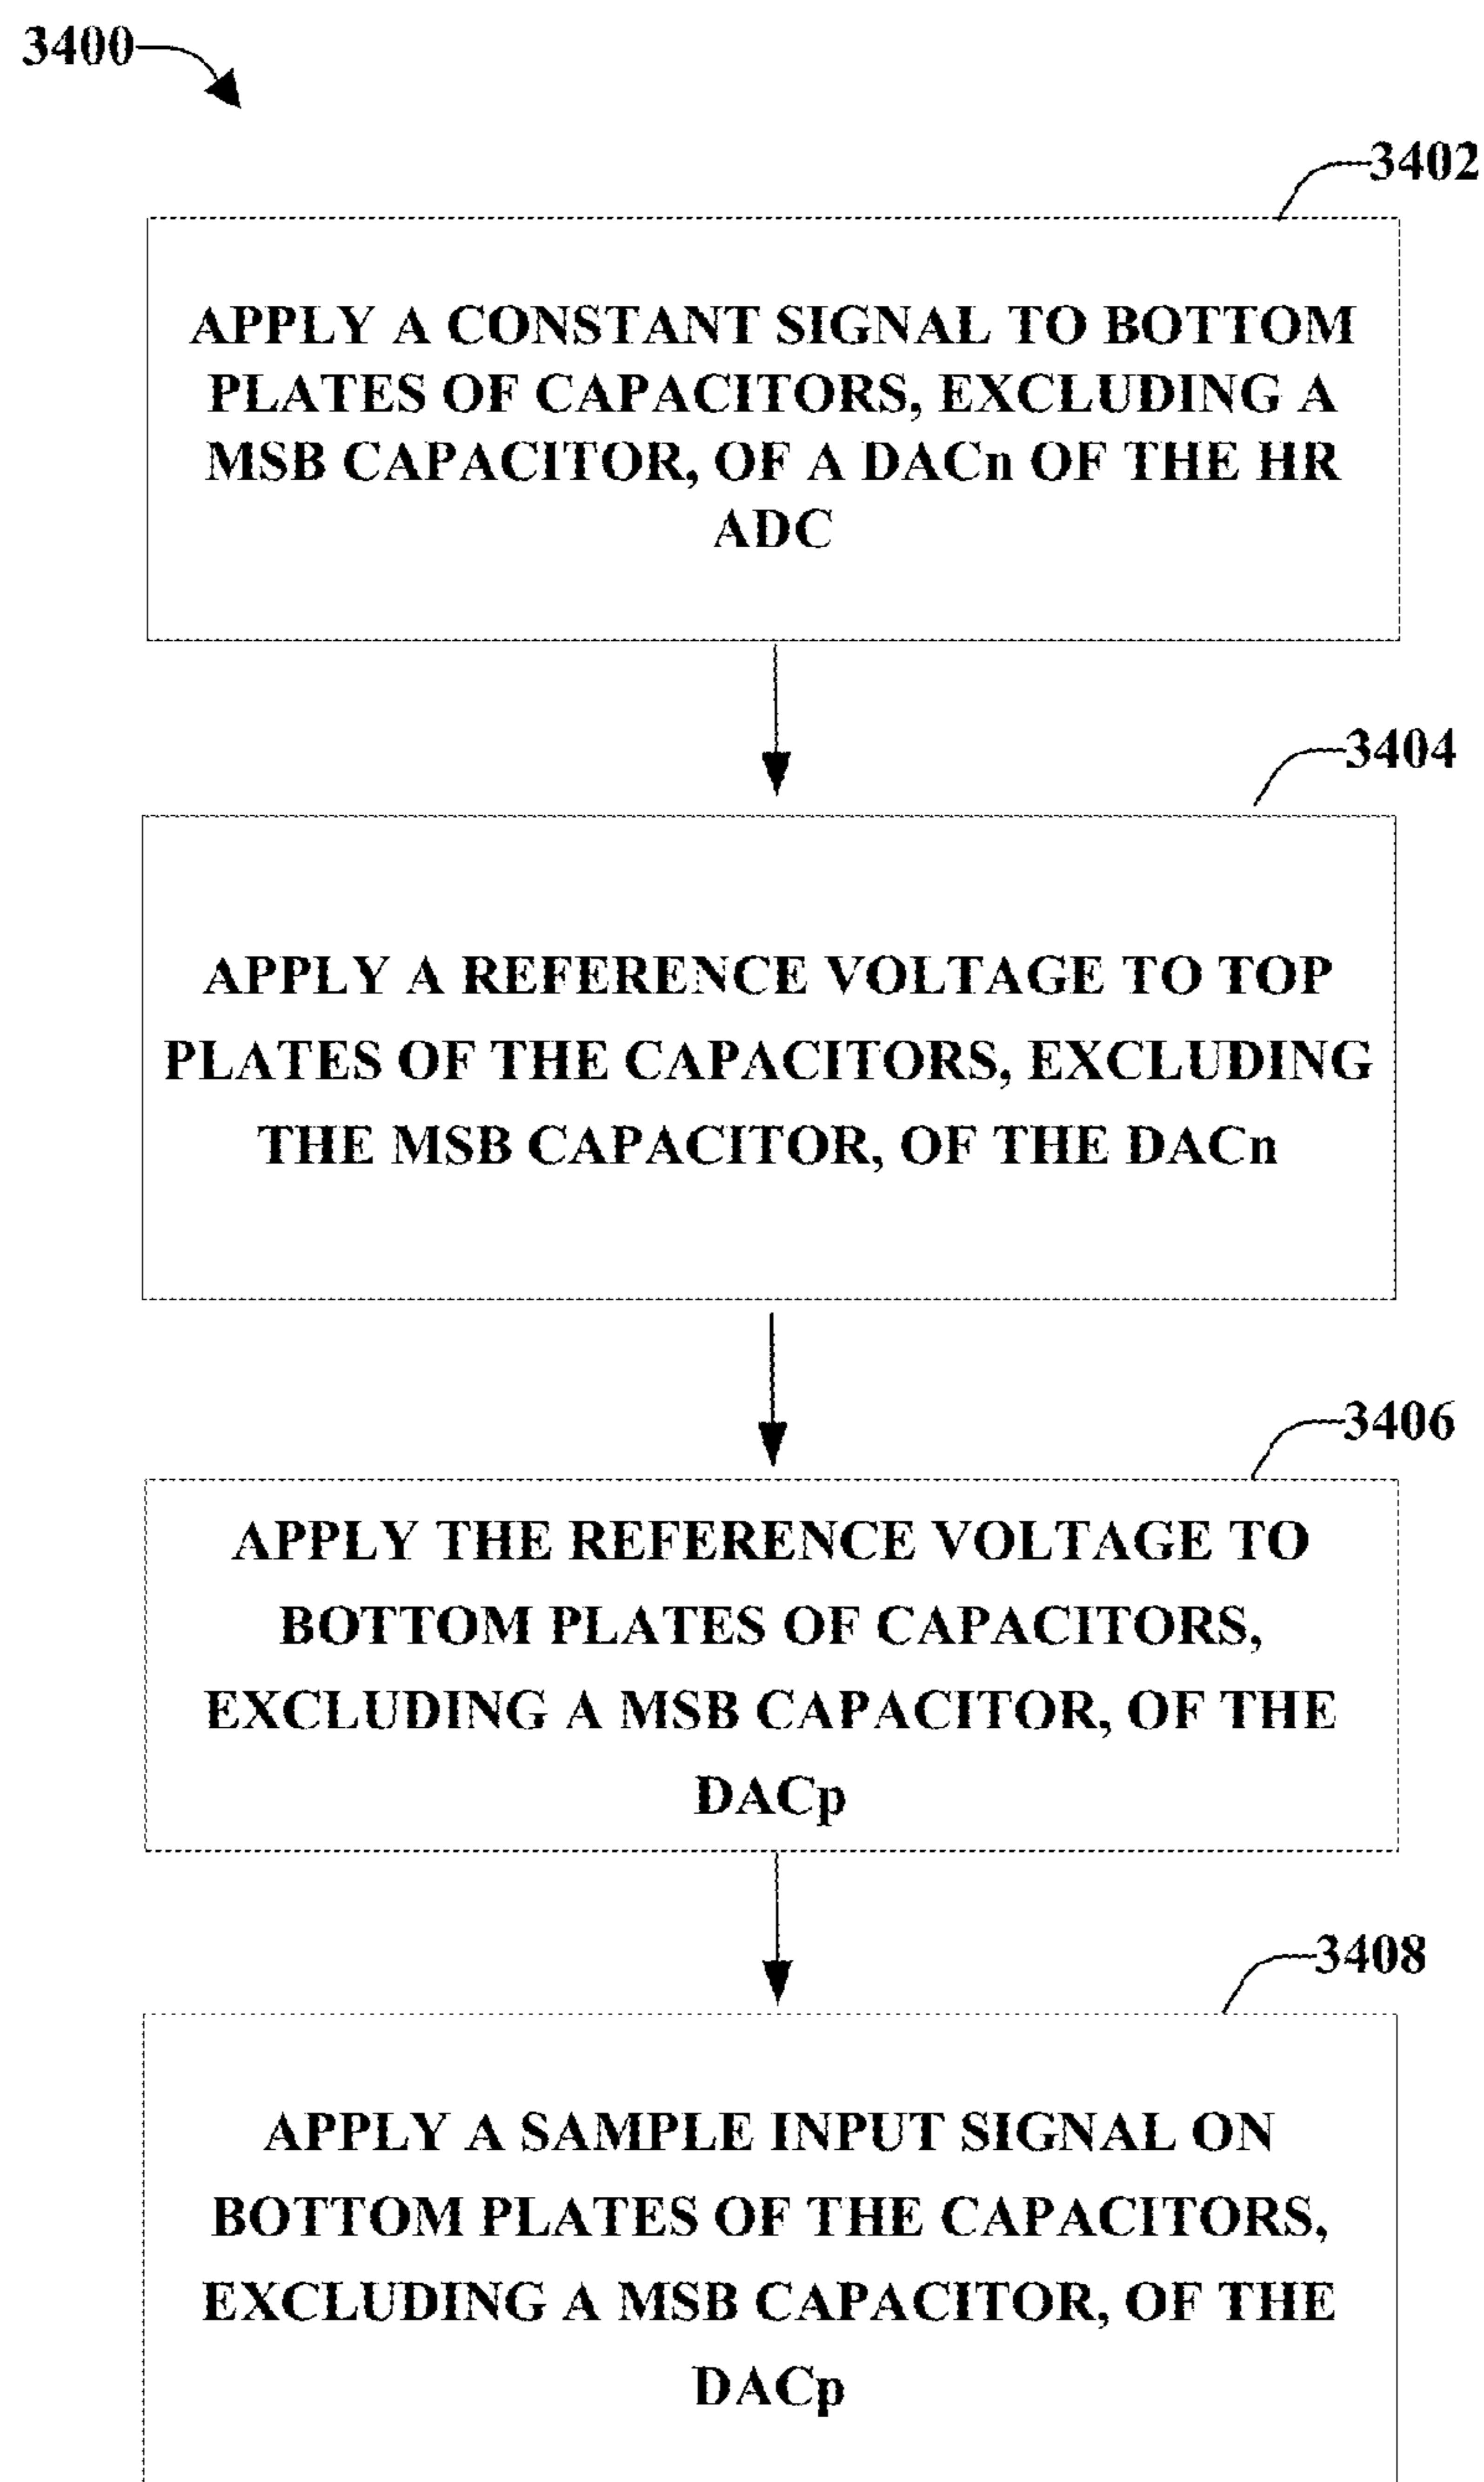 3400
3402
APPLY A CONSTANT SIGNAL TO BOTTOM
PLATES OF CAPACITORS, EXCLUDING A
MSB CAPACITOR, OF A DACn OF THE HR
ADC
3404
APPLY A REFERENCE VOLTAGE TO TOP
PLATES OF THE CAPACITORS, EXCLUDING
THE MSB CAPACITOR, OF THE DACn
3406
APPLY THE REFERENCE VOLTAGE TO
BOTTOM PLATES OF CAPACITORS,
EXCLUDING A MSB CAPACITOR, OF THE
DACp
3408
APPLY A SAMPLE INPUT SIGNAL ON
BOTTOM PLATES OF THE CAPACITORS,
EXCLUDING A MSB CAPACITOR, OF THE
DACp